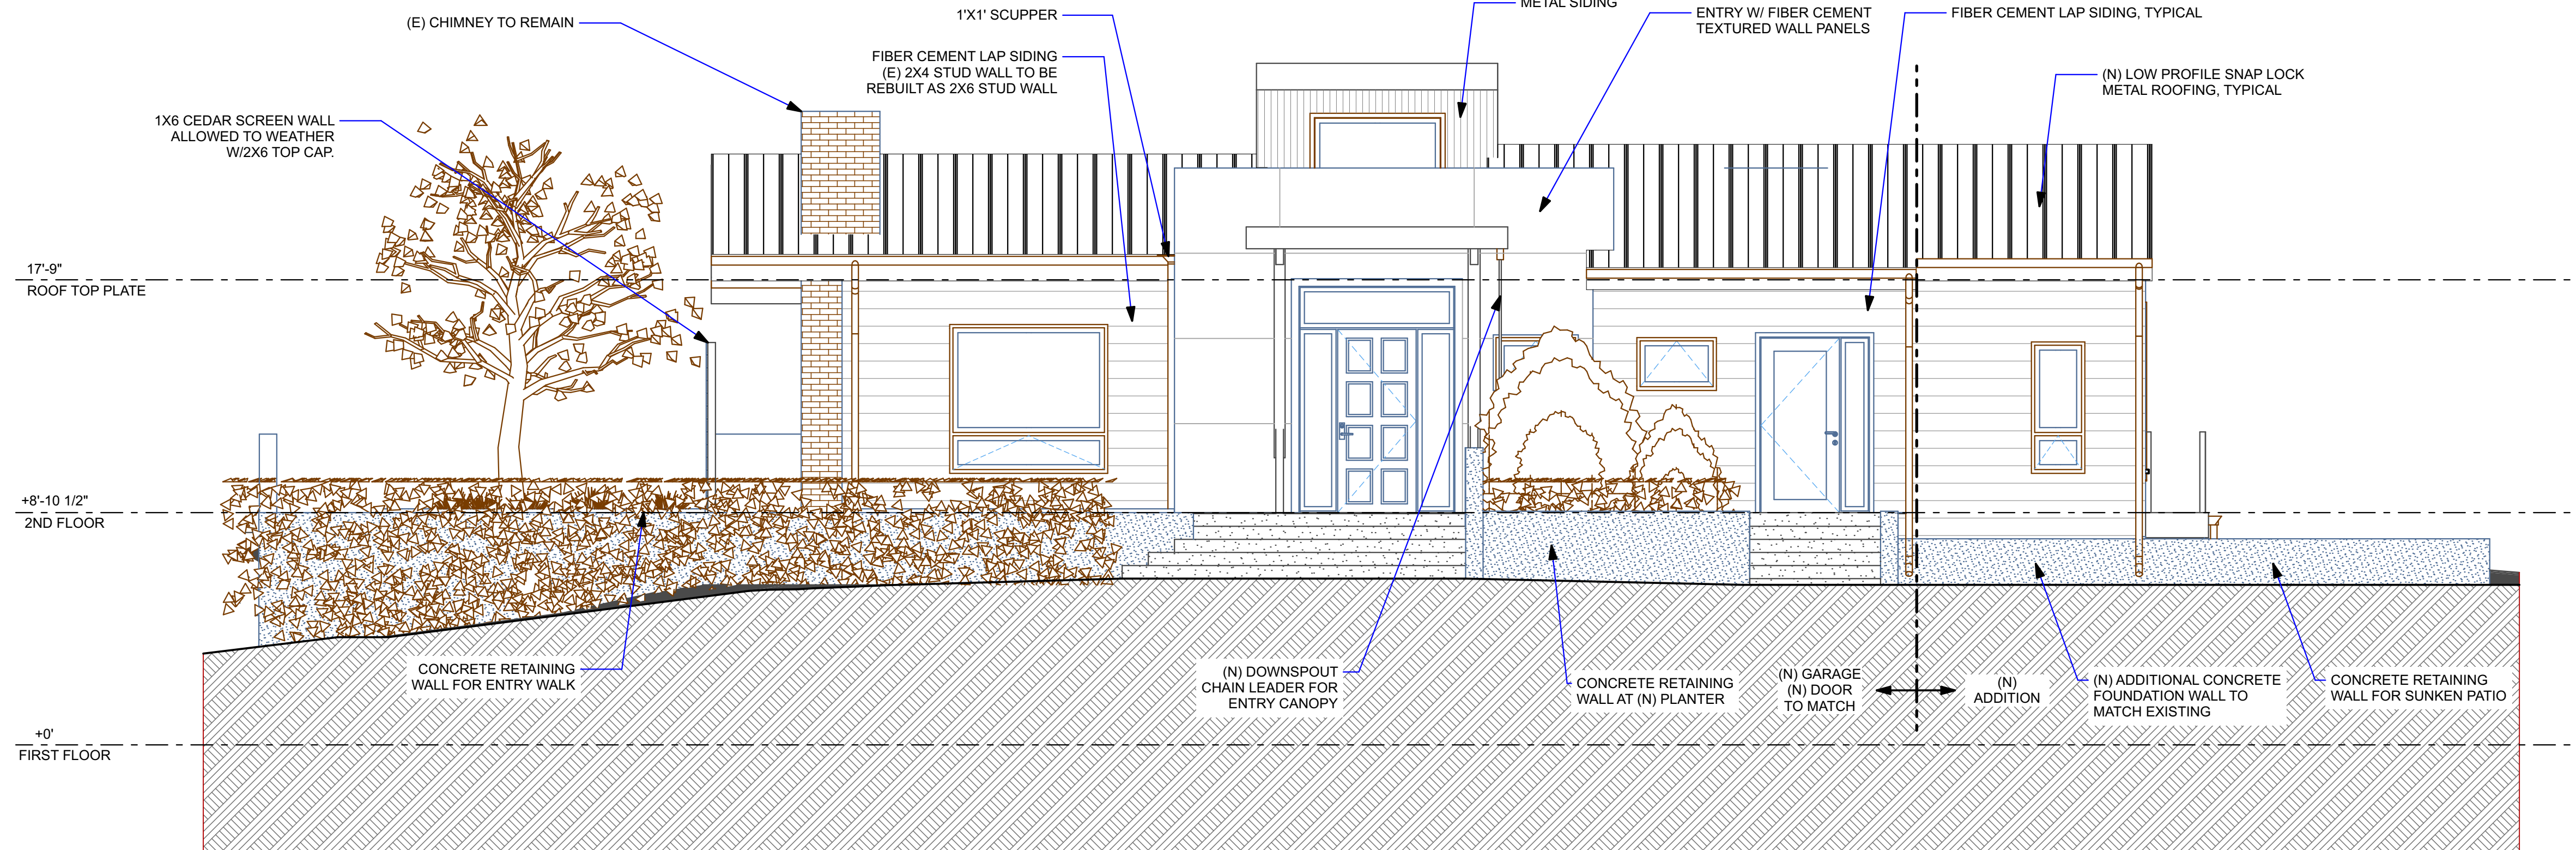 METAL SIDING
(E) CHIMNEY TO REMAIN
1'X1' SCUPPER
ENTRY W/ FIBER CEMENT
TEXTURED WALL PANELS
FIBER CEMENT LAP SIDING, TYPICAL
FIBER CEMENT LAP SIDING
(E) 2X4 STUD WALL TO BE
REBUILT AS 2X6 STUD WALL
(N) LOW PROFILE SNAP LOCK
METAL ROOFING, TYPICAL
1X6 CEDAR SCREEN WALL
ALLOWED TO WEATHER
W/2X6 TOP CAP.
17'-9"
ROOF TOP PLATE
+8'-10 1/2"
2ND FLOOR
CONCRETE RETAINING
WALL FOR ENTRY WALK
(N) DOWNSPOUT
CHAIN LEADER FOR
ENTRY CANOPY
CONCRETE RETAINING
WALL AT (N) PLANTER
(N) GARAGE
(N) DOOR
TO MATCH
(N)
ADDITION
(N) ADDITIONAL CONCRETE
FOUNDATION WALL TO
MATCH EXISTING
CONCRETE RETAINING
WALL FOR SUNKEN PATIO
+0'
FIRST FLOOR